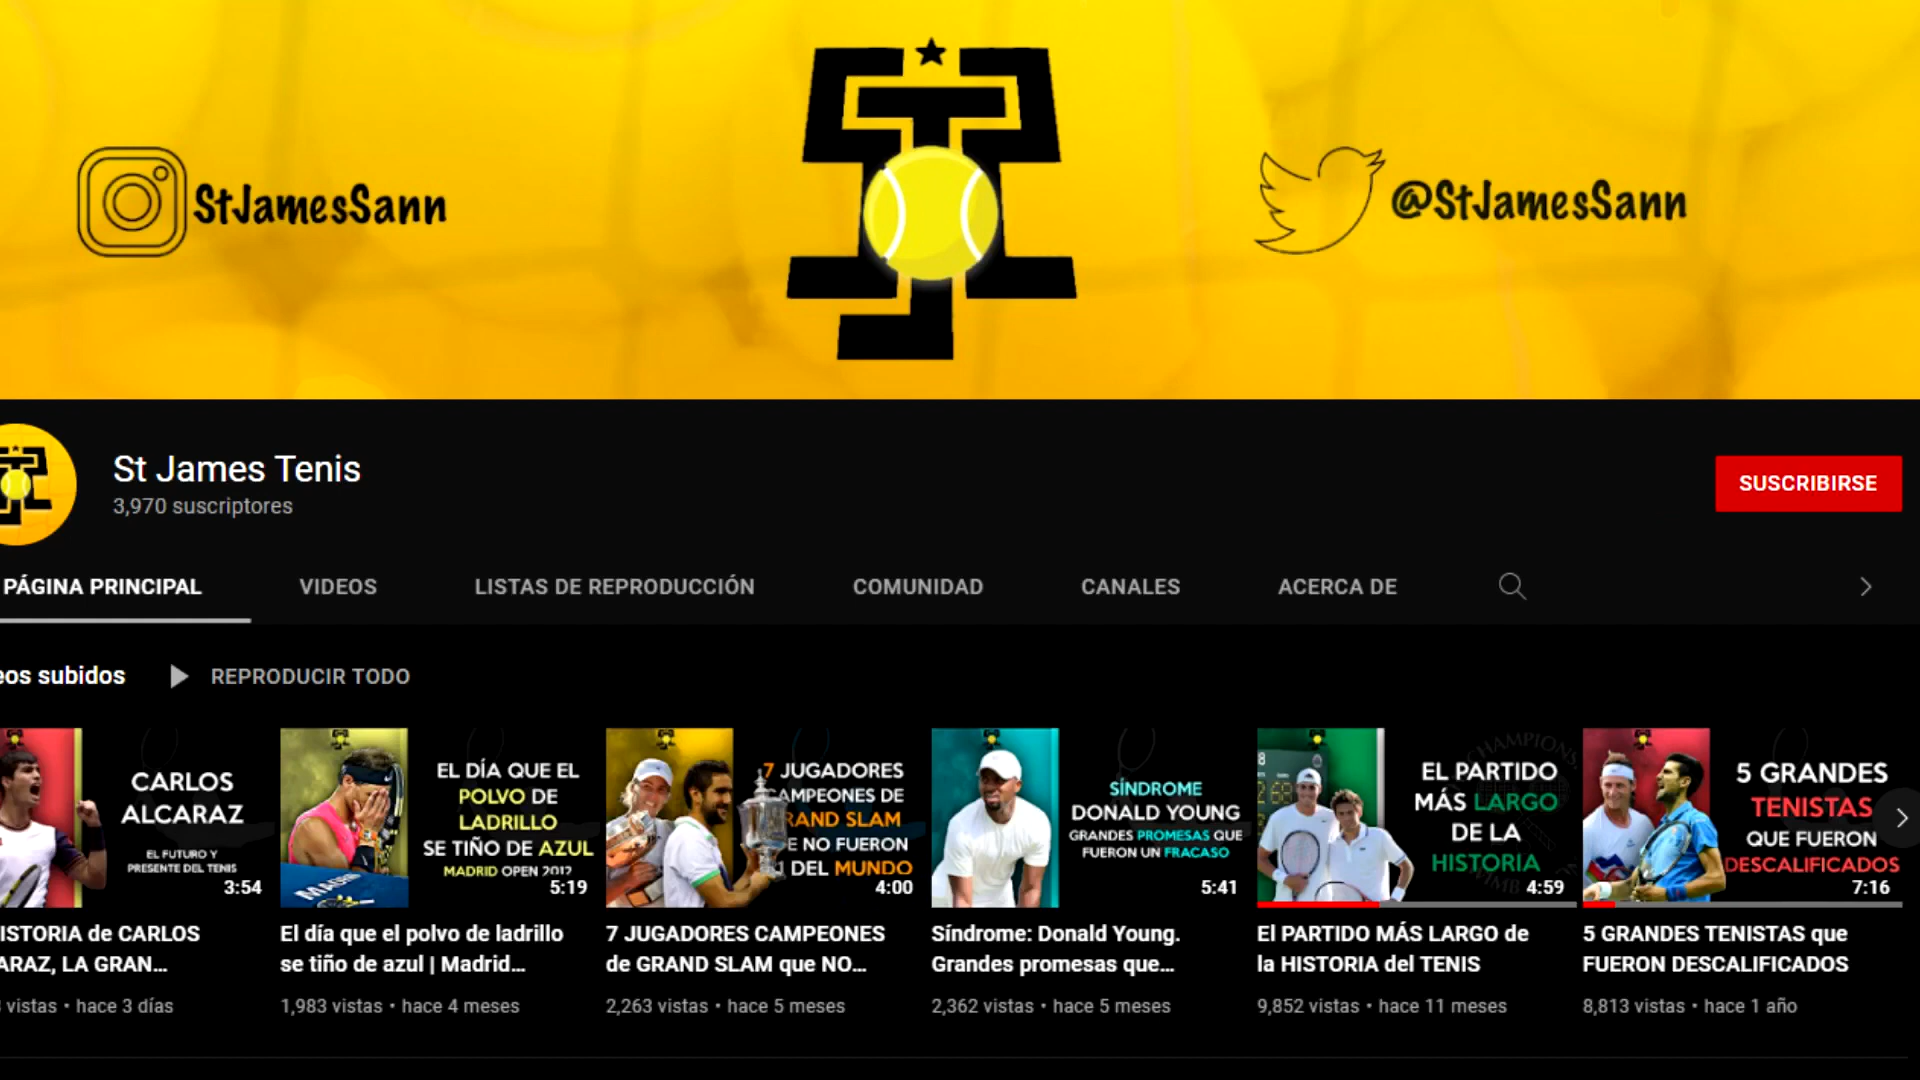 StJamesSann
@StJamesSann
St James Tenis
3,970 suscriptores
SUSCRIBIRSE
PÁGINA PRINCIPAL
VIDEOS
LISTAS DE REPRODUCCIÓN
COMUNIDAD
CANALES
ACERCA DE
eos subidos
REPRODUCIR TODO
CARLOS
ALCARAZ
EL FUTURO Y
PRESENTE DEL TENIS
3:54
EL DÍA QUE EL
POLVO DE
LADRILLO
SE TIÑO DE AZUL
MADRID OPEN 2012
5:19
7 JUGADORES
CAMPEONES DE
GRAND SLAM
E NO FUERON
1 DEL MUNDO
4:00
SÍNDROME
DONALD YOUNG
GRANDES PROMESAS QUE
FUERON UN FRACASO
5:41
EL PARTIDO
MÁS LARGO
DE LA
HISTORIA
4:59
5 GRANDES
TENISTAS
QUE FUERON
DESCALIFICADOS
7:16
ISTORIA de CARLOS
ARAZ, LA GRAN...
vistas • hace 3 días
El día que el polvo de ladrillo
se tiño de azul | Madrid...
1,983 vistas • hace 4 meses
7 JUGADORES CAMPEONES
de GRAND SLAM que NO...
2,263 vistas • hace 5 meses
Síndrome: Donald Young.
Grandes promesas que...
2,362 vistas • hace 5 meses
El PARTIDO MÁS LARGO de
la HISTORIA del TENIS
9,852 vistas • hace 11 meses
5 GRANDES TENISTAS que
FUERON DESCALIFICADOS
8,813 vistas • hace 1 año